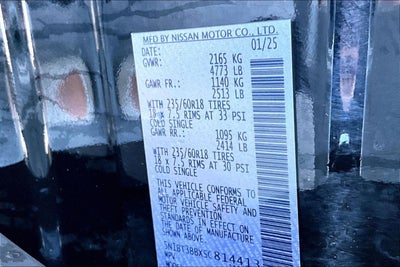 MFD BY NISSAN MOTOR CO., LTD.
DATE: 01/25
GVWR: 2165 KG
4773 LB
GAWR FR.: 1140 KG
2513 LB
WITH 235/60R18 TIRES
18 x 7.5 RIMS AT 33 PSI
COLD SINGLE
GAWR RR.: 1095 KG
2414 LB
WITH 235/60R18 TIRES
18 x 7.5 RIMS AT 30 PSI
COLD SINGLE
THIS VEHICLE CONFORMS TO
ALL APPLICABLE FEDERAL
MOTOR VEHICLE SAFETY AND
THEFT PREVENTION
STANDARDS IN EFFECT ON
THE DATE OF MANUFACTURE
SHOWN ABOVE.
MPV